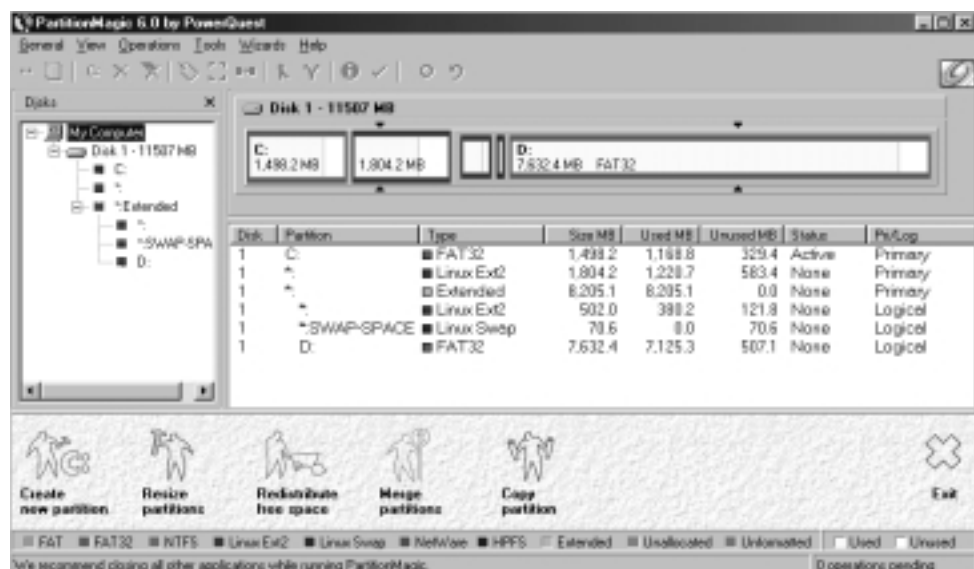 PartitionMagic 6.0 by PowerQuest
General View Operations Tools Wizards Help
Disks
My Computer
Disk 1 - 11507 MB
C:
*:
*:Extended
*:
*:SWAP-SPA
D:
Disk 1 - 11507 MB
C:
1,498.2 MB
1,804.2 MB
D:
7,632.4 MB FAT32
Disk Partition Type Size MB Used MB Unused MB Status Pri/Log
1 C: FAT32 1,498.2 1,168.8 329.4 Active Primary
1 *: Linux Ext2 1,804.2 1,220.7 583.4 None Primary
1 *: Extended 8,205.1 8,205.1 0.0 None Primary
1 *: Linux Ext2 502.0 380.2 121.8 None Logical
1 *:SWAP-SPACE Linux Swap 70.6 0.0 70.6 None Logical
1 D: FAT32 7,632.4 7,125.3 507.1 None Logical
Create new partition
Resize partitions
Redistribute free space
Merge partitions
Copy partition
Exit
FAT FAT32 NTFS Linux Ext2 Linux Swap NetWare HPFS Extended Unallocated Unformatted Used Unused
We recommend closing all other applications while running PartitionMagic. 0 operations pending